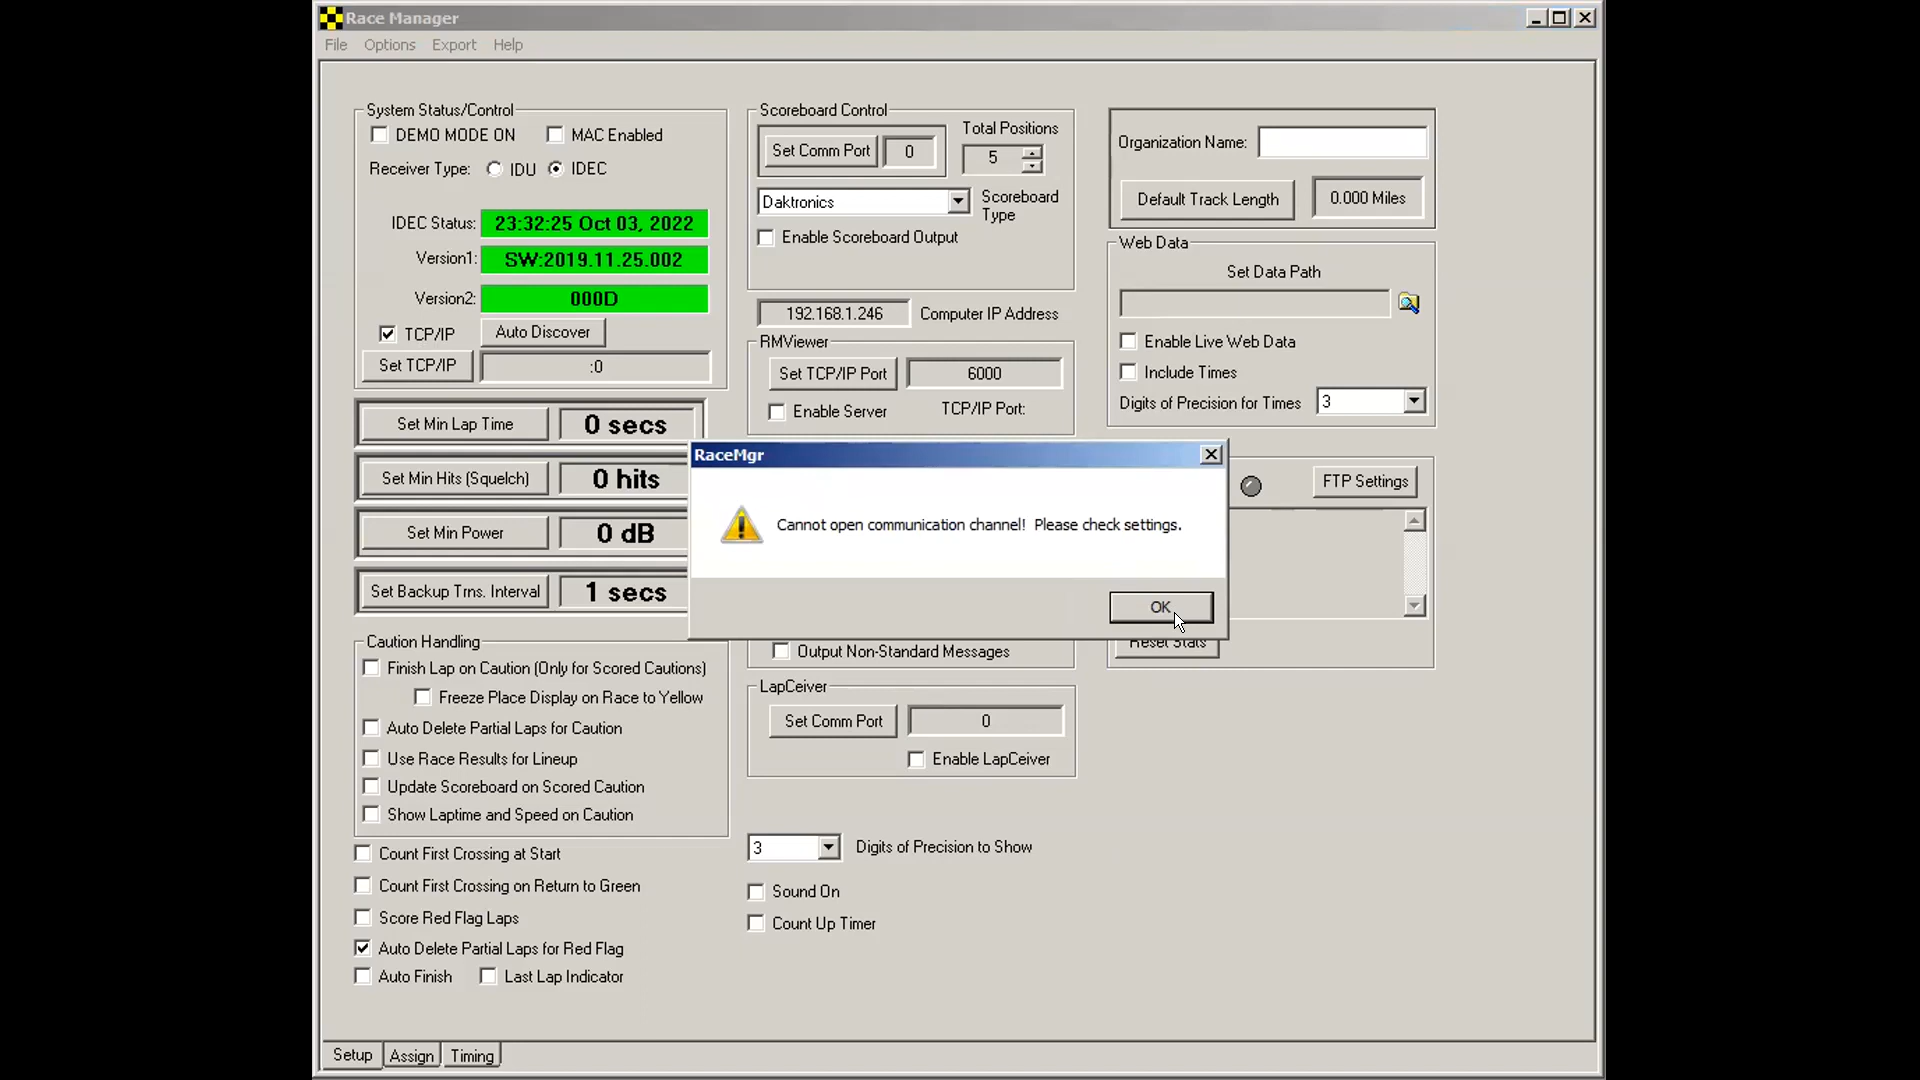 Race Manager
File Options Export Help
System Status/Control
DEMO MODE ON MAC Enabled
Receiver Type: IDU IDEC
IDEC Status: 23:32:25 Oct 03, 2022
Version1: SW:2019.11.25.002
Version2: 000D
TCP/IP Auto Discover
Set TCP/IP :0
Set Min Lap Time 0 secs
Set Min Hits (Squelch) 0 hits
Set Min Power 0 dB
Set Backup Trns. Interval 1 secs
Caution Handling
Finish Lap on Caution (Only for Scored Cautions)
Freeze Place Display on Race to Yellow
Auto Delete Partial Laps for Caution
Use Race Results for Lineup
Update Scoreboard on Scored Caution
Show Laptime and Speed on Caution
Count First Crossing at Start
Count First Crossing on Return to Green
Score Red Flag Laps
Auto Delete Partial Laps for Red Flag
Auto Finish Last Lap Indicator
Scoreboard Control
Set Comm Port 0
Total Positions
5
Daktronics
Scoreboard
Type
Enable Scoreboard Output
192.168.1.246 Computer IP Address
RMViewer
Set TCP/IP Port 6000
Enable Server TCP/IP Port:
RaceMgr
Cannot open communication channel! Please check settings.
OK
Output Non-Standard Messages
LapCeiver
Set Comm Port 0
Enable LapCeiver
3 Digits of Precision to Show
Sound On
Count Up Timer
Organization Name:
Default Track Length 0.000 Miles
Web Data
Set Data Path
Enable Live Web Data
Include Times
Digits of Precision for Times 3
FTP Settings
Reset Stats
Setup Assign Timing